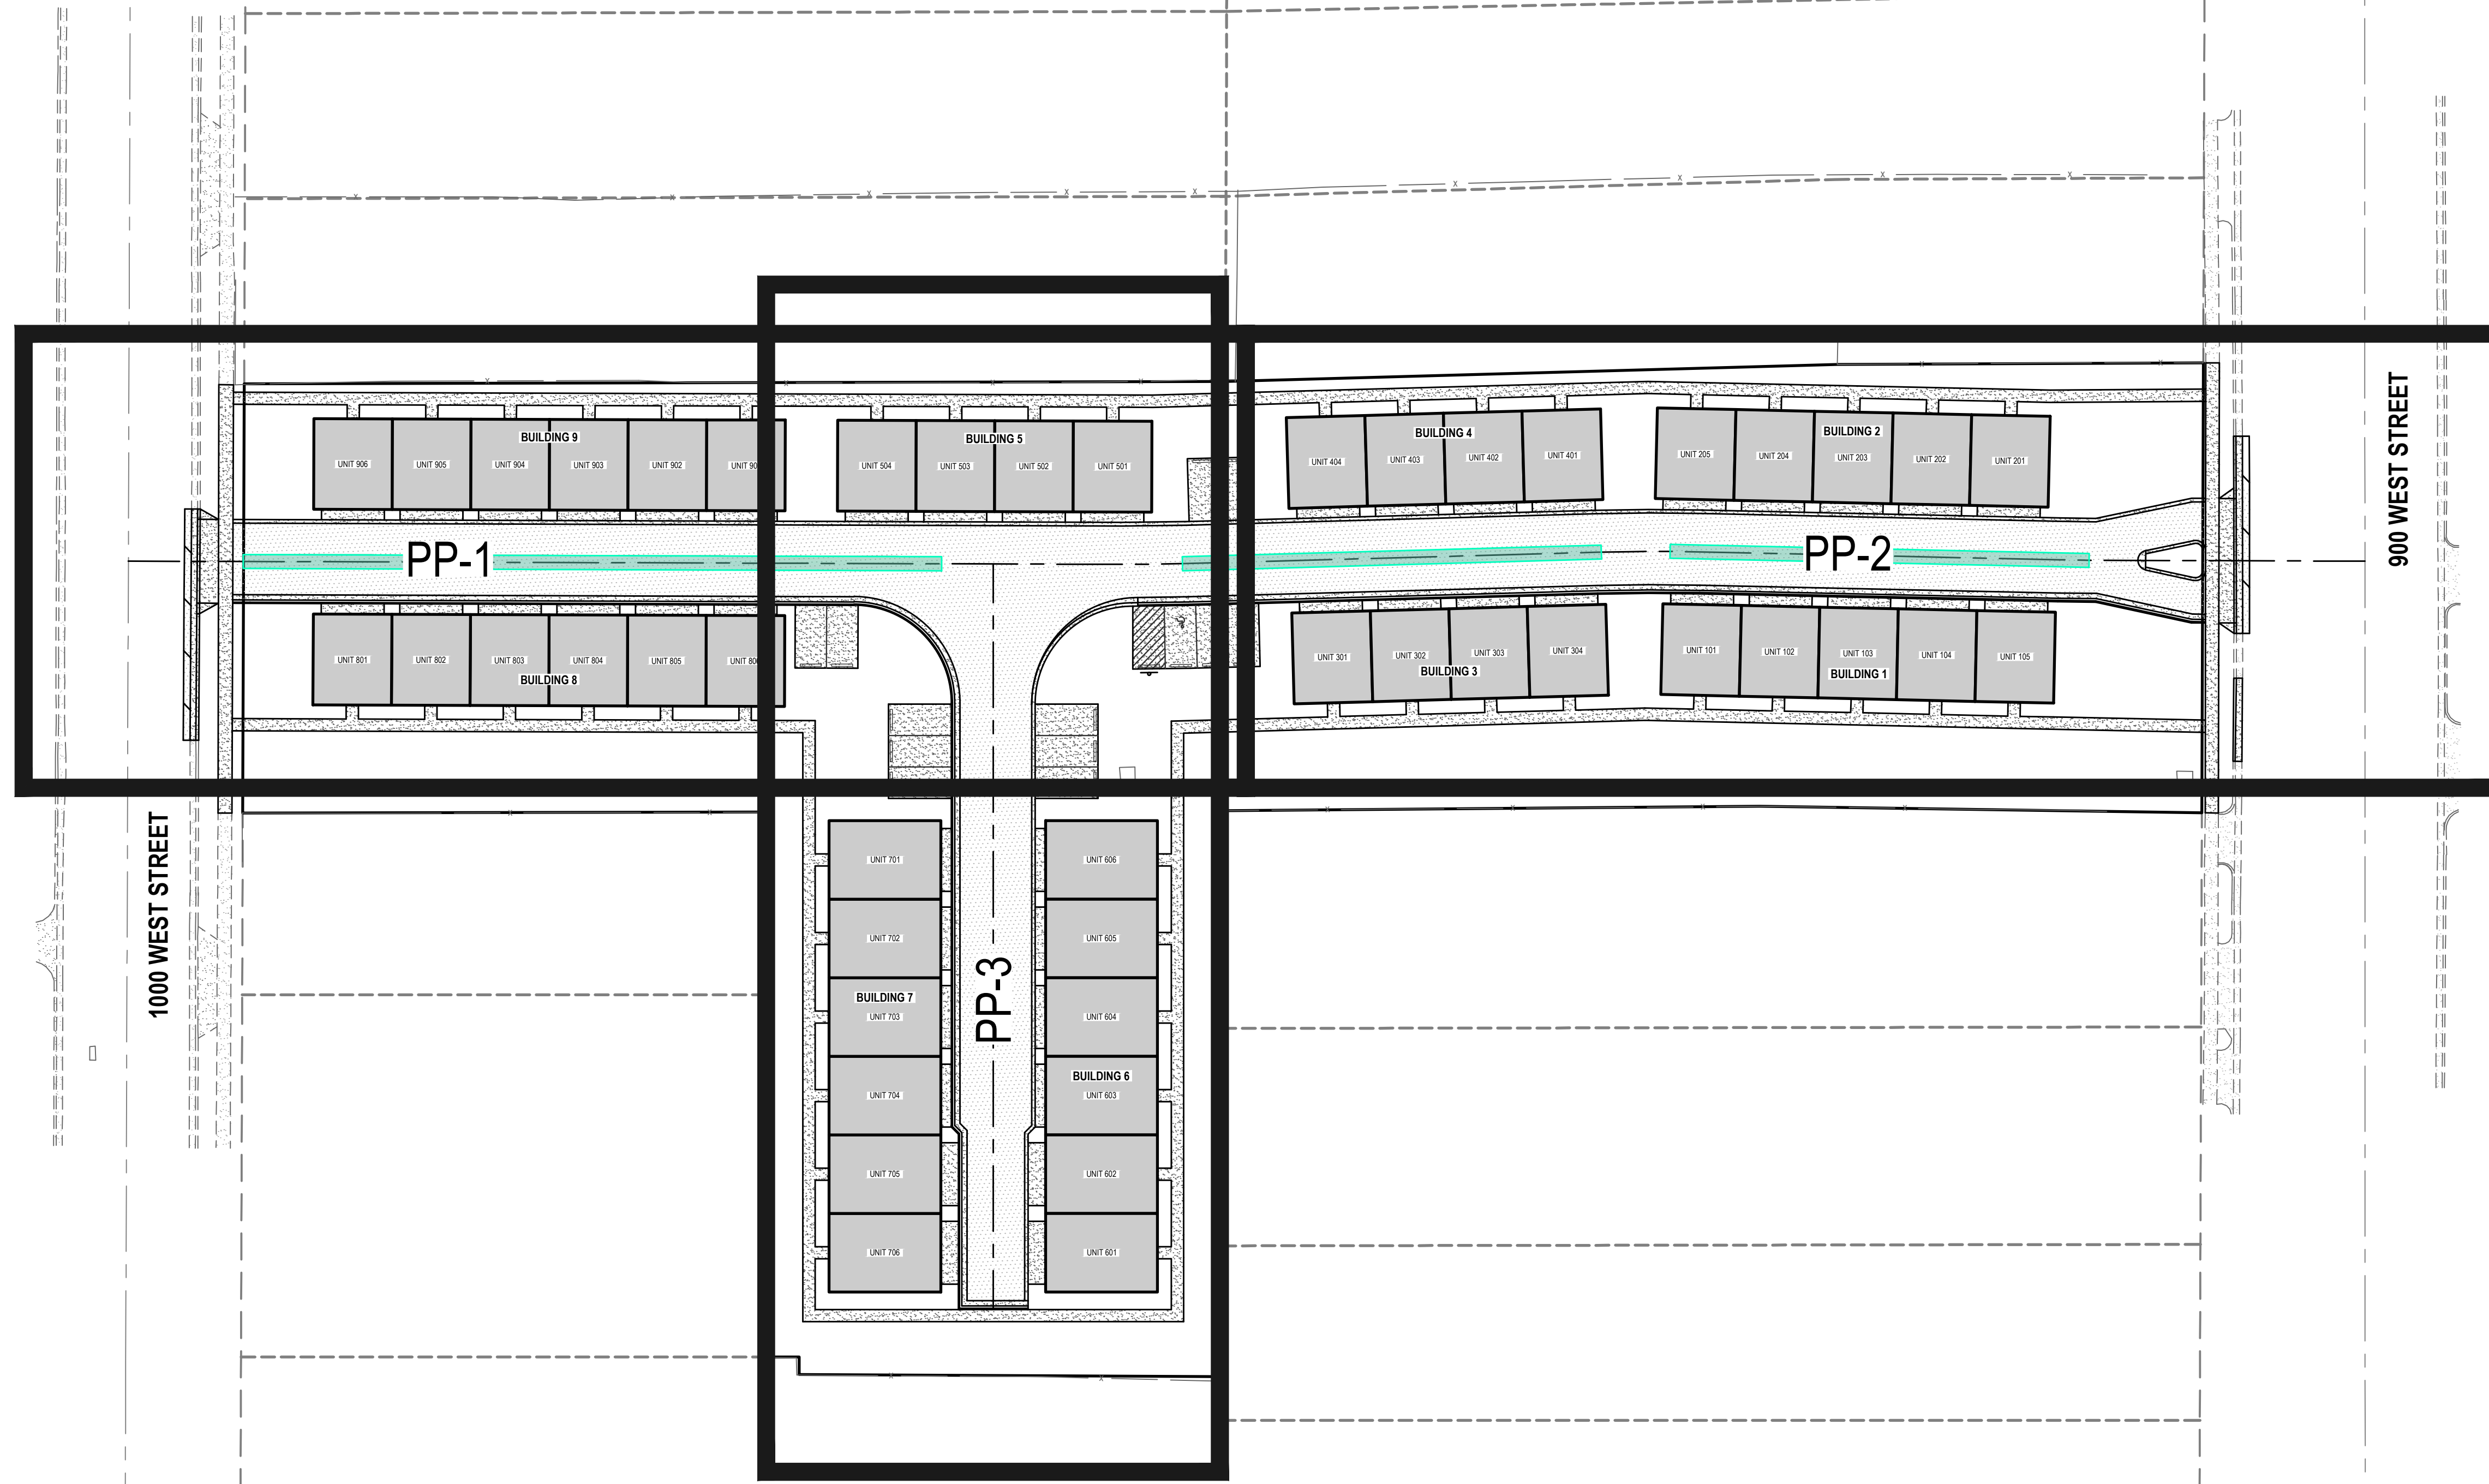 900 WEST STREET
BUILDING 9
BUILDING 5
BUILDING 4
BUILDING 2
UNIT 906
UNIT 905
UNIT 904
UNIT 903
UNIT 902
UNIT 90
UNIT 504
UNIT 503
UNIT 502
UNIT 501
UNIT 404
UNIT 403
UNIT 402
UNIT 401
UNIT 205
UNIT 204
UNIT 203
UNIT 202
UNIT 201
PP-1
PP-2
UNIT 801
UNIT 802
UNIT 803
UNIT 804
UNIT 805
UNIT 80
BUILDING 8
UNIT 301
UNIT 302
UNIT 303
UNIT 304
BUILDING 3
UNIT 101
UNIT 102
UNIT 103
UNIT 104
UNIT 105
BUILDING 1
1000 WEST STREET
UNIT 701
UNIT 702
BUILDING 7
UNIT 703
UNIT 704
UNIT 705
UNIT 706
PP-3
UNIT 606
UNIT 605
UNIT 604
BUILDING 6
UNIT 603
UNIT 602
UNIT 601